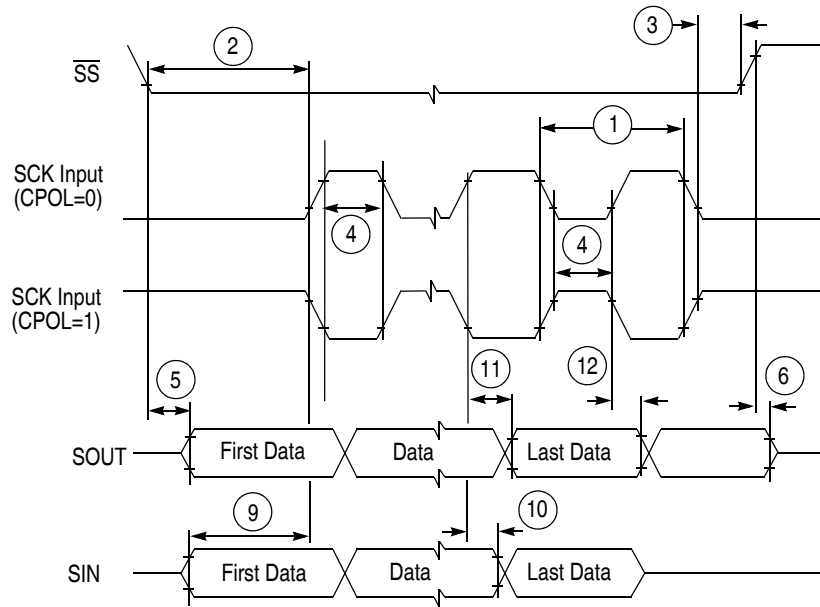 3
2
SS
1
SCK Input
(CPOL=0)
4
4
SCK Input
(CPOL=1)
5
11
12
6
SOUT
First Data
Data
Last Data
9
10
SIN
First Data
Data
Last Data